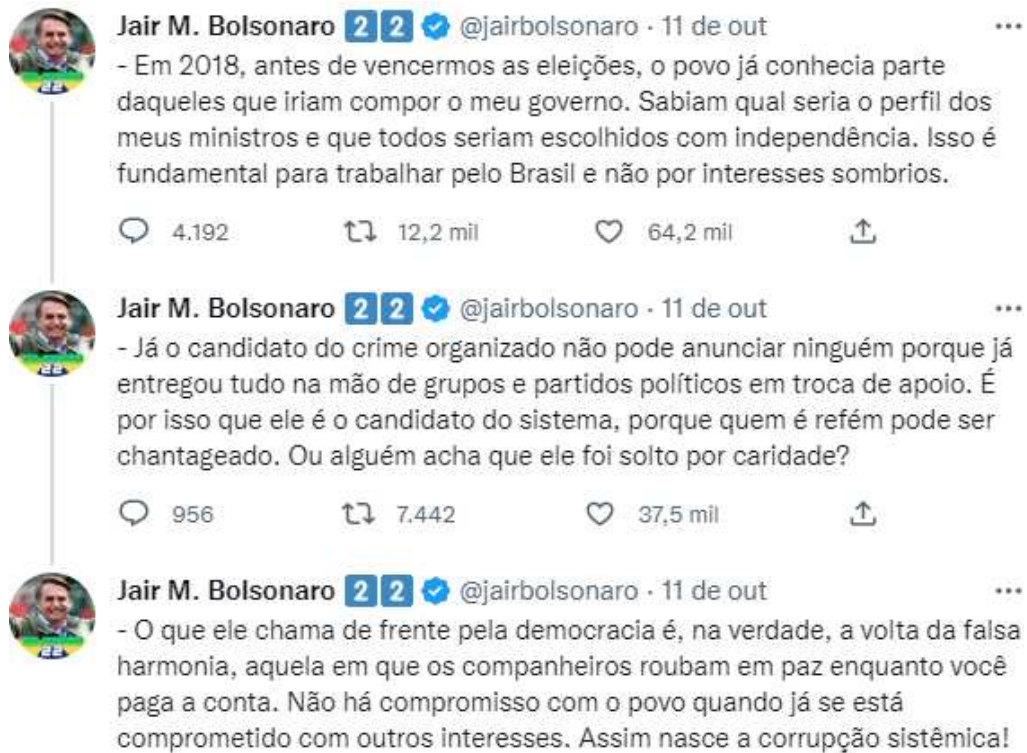 Jair M. Bolsonaro 2️⃣2️⃣ @jairbolsonaro · 11 de out
- Em 2018, antes de vencermos as eleições, o povo já conhecia parte
daqueles que iriam compor o meu governo. Sabiam qual seria o perfil dos
meus ministros e que todos seriam escolhidos com independência. Isso é
fundamental para trabalhar pelo Brasil e não por interesses sombrios.
4.192 12,2 mil 64,2 mil
Jair M. Bolsonaro 2️⃣2️⃣ @jairbolsonaro · 11 de out
- Já o candidato do crime organizado não pode anunciar ninguém porque já
entregou tudo na mão de grupos e partidos políticos em troca de apoio. É
por isso que ele é o candidato do sistema, porque quem é refém pode ser
chantageado. Ou alguém acha que ele foi solto por caridade?
956 7.442 37,5 mil
Jair M. Bolsonaro 2️⃣2️⃣ @jairbolsonaro · 11 de out
- O que ele chama de frente pela democracia é, na verdade, a volta da falsa
harmonia, aquela em que os companheiros roubam em paz enquanto você
paga a conta. Não há compromisso com o povo quando já se está
comprometido com outros interesses. Assim nasce a corrupção sistêmica!